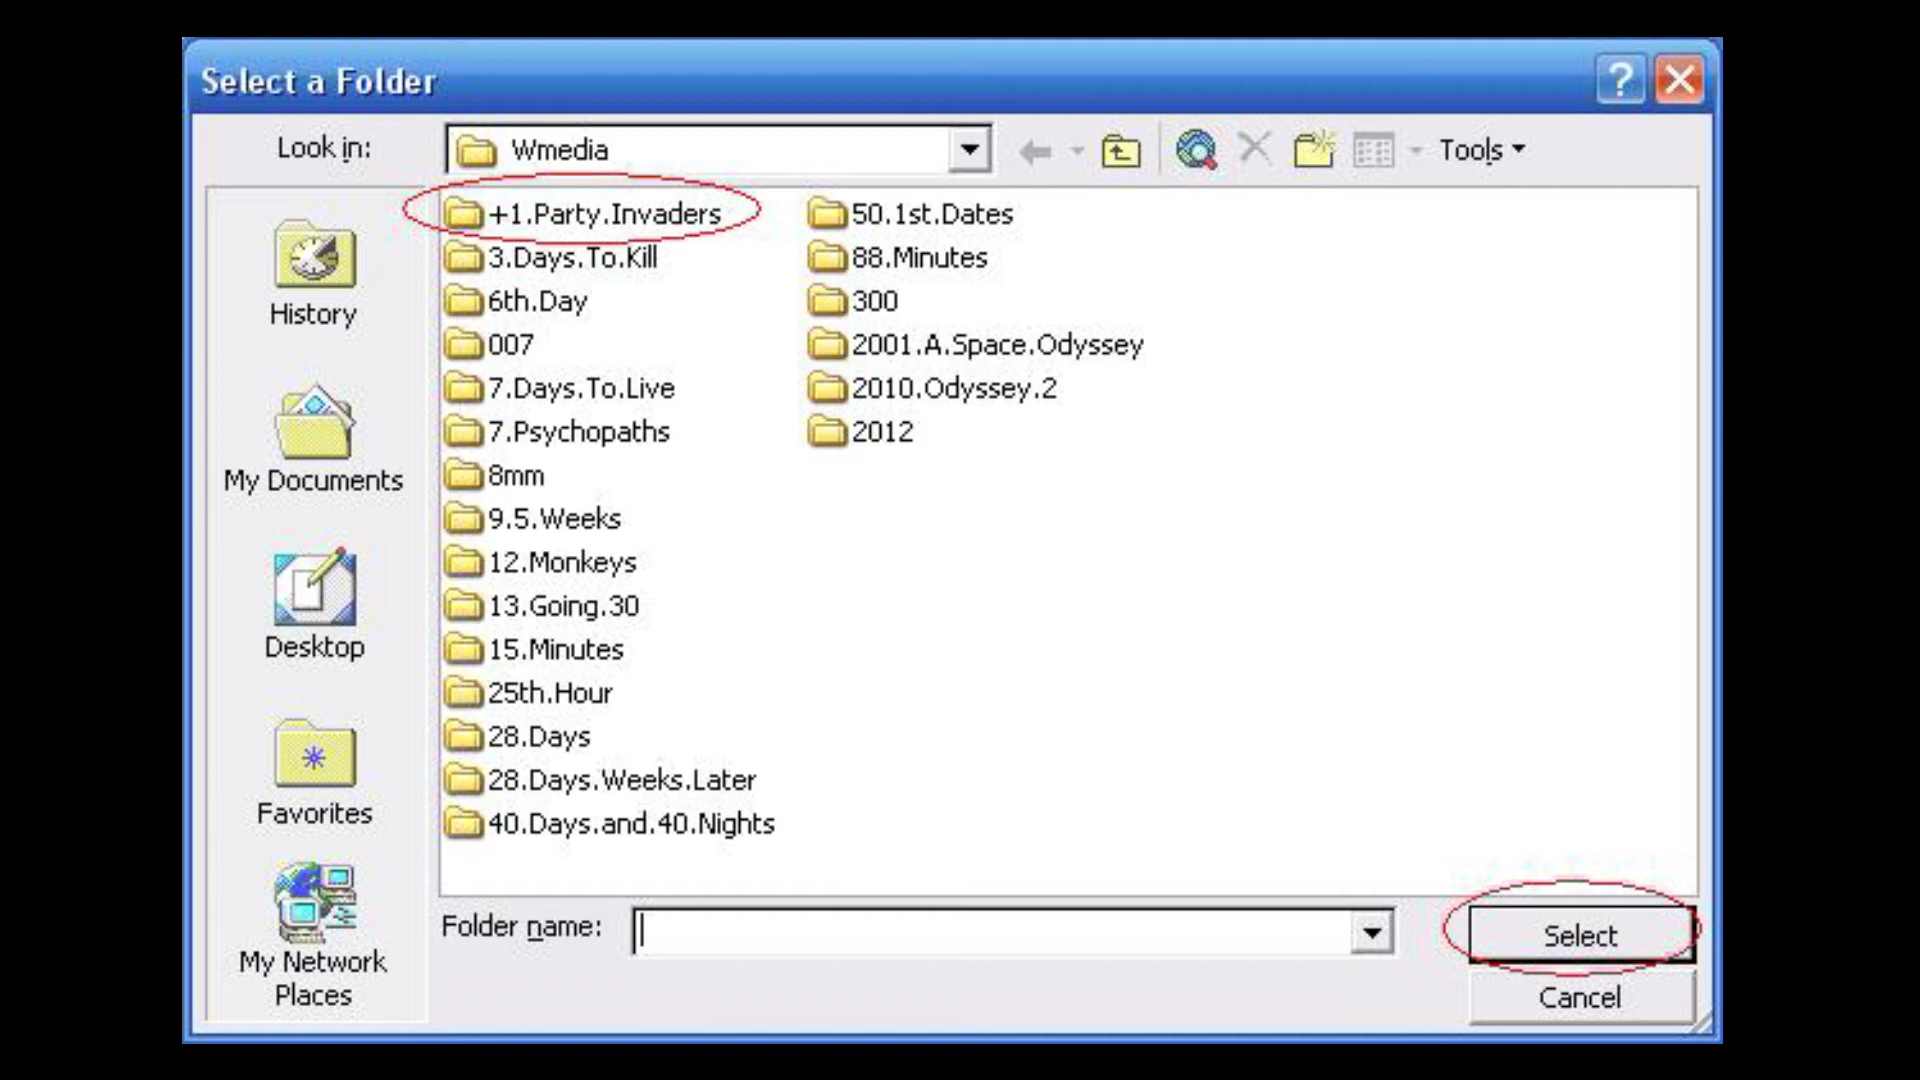 Select a Folder
?
Look in:
Wmedia
Tools
History
My Documents
Desktop
Favorites
My Network
Places
+1.Party.Invaders
3.Days.To.Kill
6th.Day
007
7.Days.To.Live
7.Psychopaths
8mm
9.5.Weeks
12.Monkeys
13.Going.30
15.Minutes
25th.Hour
28.Days
28.Days.Weeks.Later
40.Days.and.40.Nights
50.1st.Dates
88.Minutes
300
2001.A.Space.Odyssey
2010.Odyssey.2
2012
Folder name:
Select
Cancel